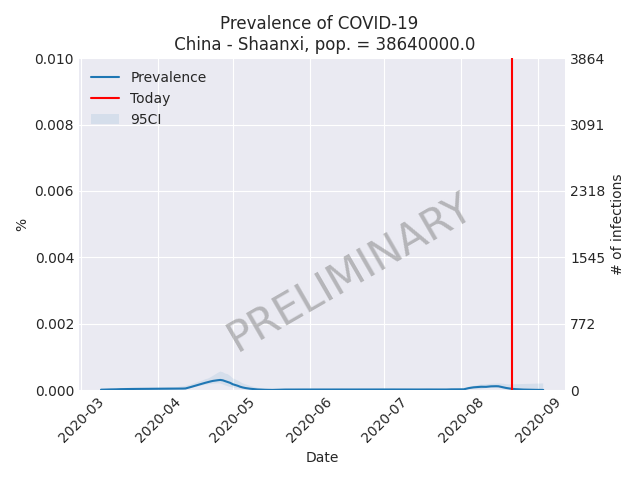 Prevalence of COVID-19
China - Shaanxi, pop. = 38640000.0
0.010
0.008
0.006
0.004
0.002
0.000
%
Prevalence
Today
95CI
PRELIMINARY
3864
3091
2318
1545
772
0
# of infections
2020-03
2020-04
2020-05
2020-06
2020-07
2020-08
2020-09
Date